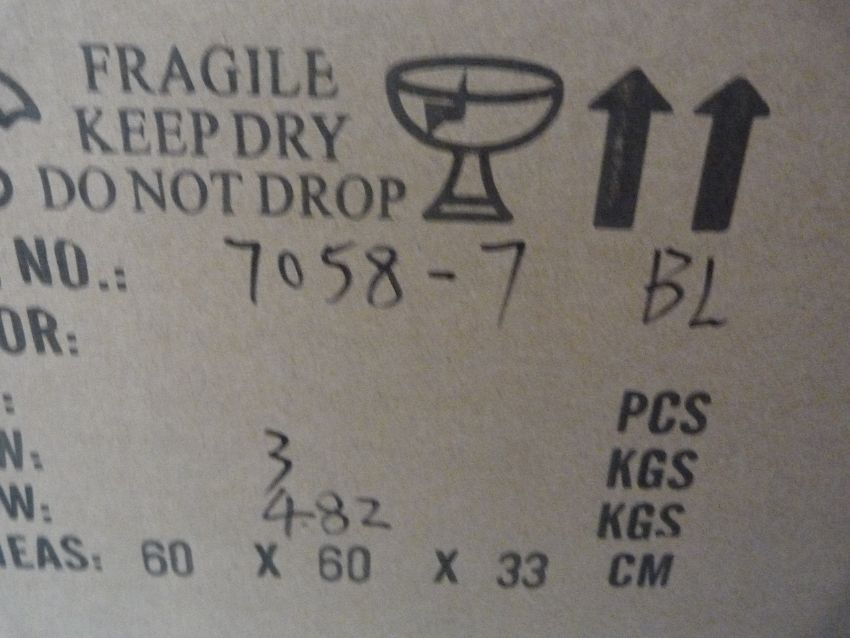 FRAGILE
KEEP DRY
DO NOT DROP
NO.: 7058-7 BL
OR:
: PCS
N: 3 KGS
W: 4.82 KGS
EAS: 60 X 60 X 33 CM